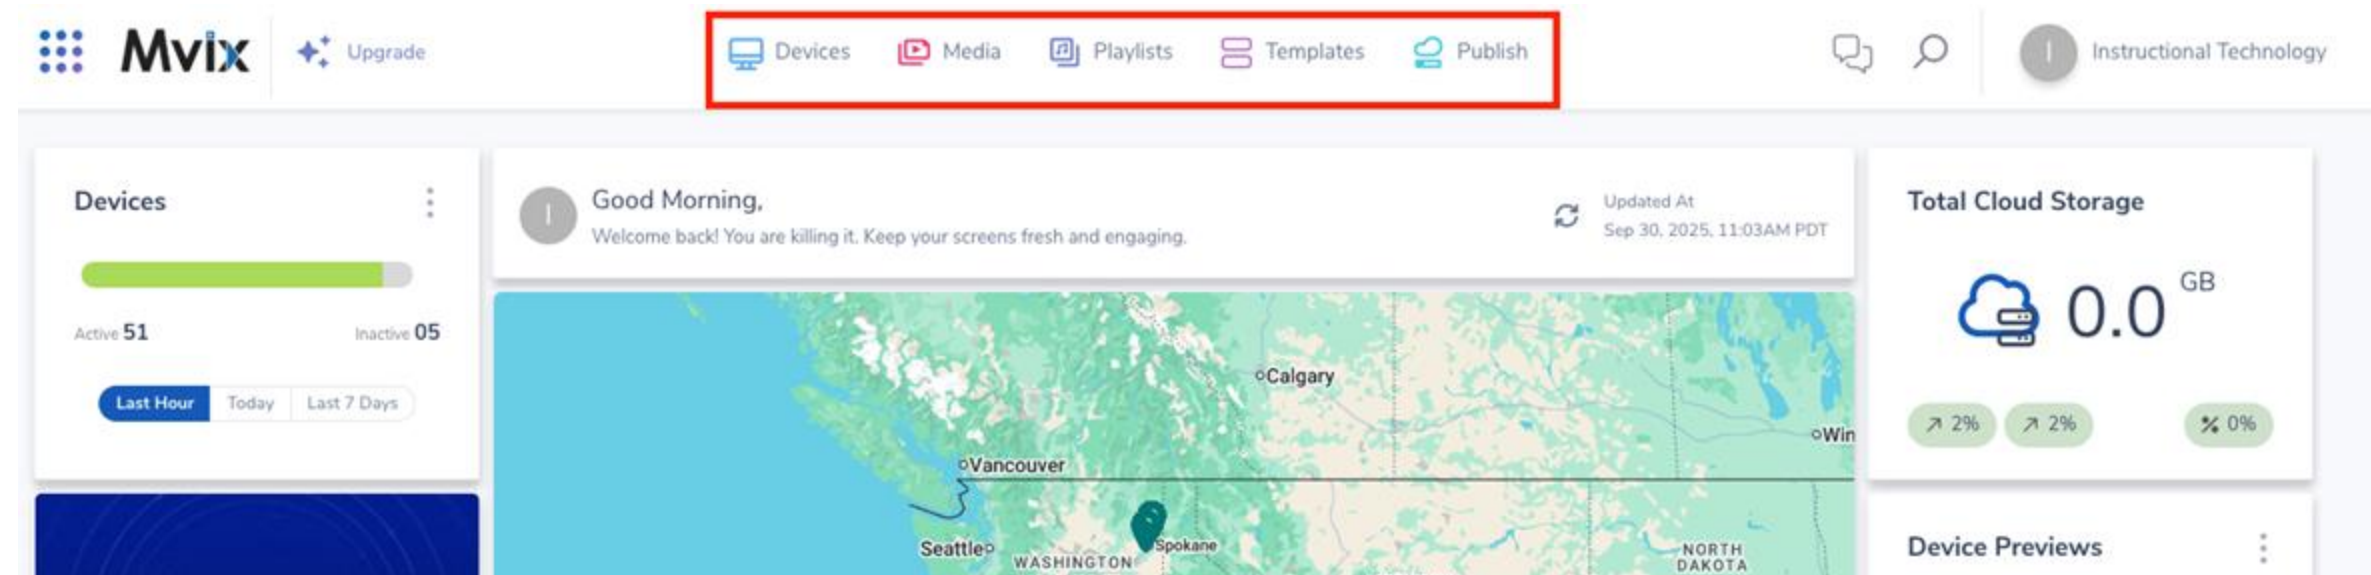 Mvix
Upgrade
Devices
Media
Playlists
Templates
Publish
I
Instructional Technology
Devices
Active 51
Inactive 05
Last Hour
Today
Last 7 Days
I
Good Morning,
Welcome back! You are killing it. Keep your screens fresh and engaging.
Updated At
Sep 30, 2025, 11:03AM PDT
Calgary
Vancouver
Win
Seattle
WASHINGTON
Spokane
NORTH
DAKOTA
Total Cloud Storage
0.0 GB
2%
2%
% 0%
Device Previews